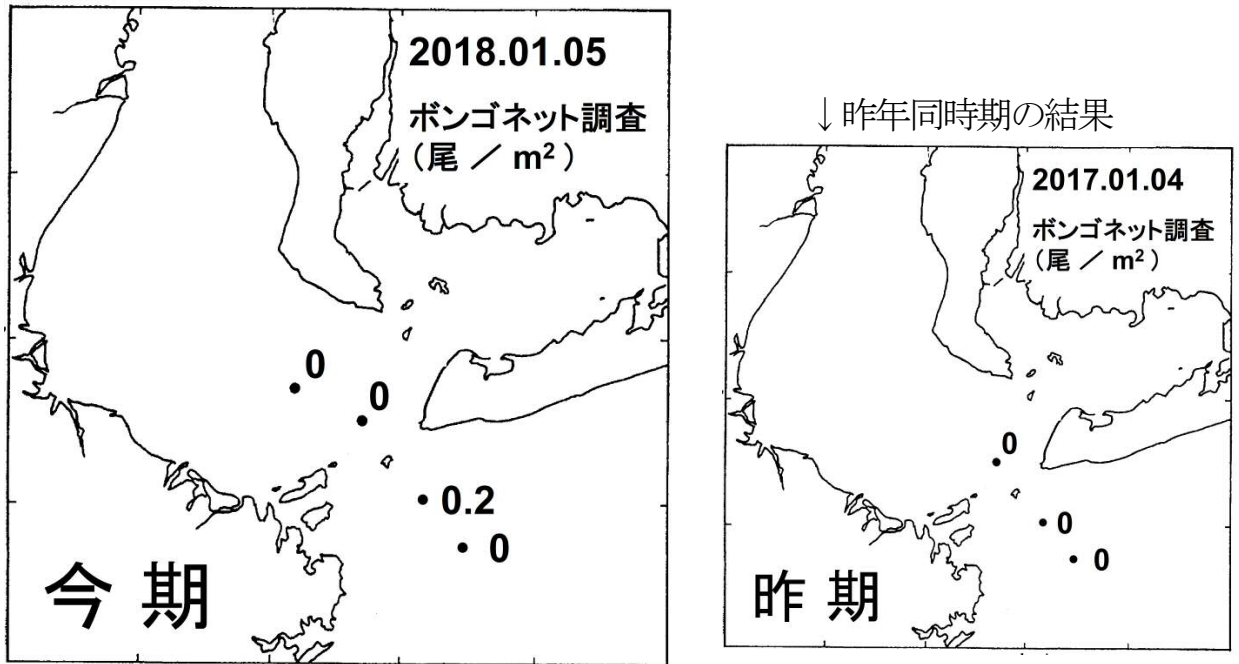 2018.01.05
ボンゴネット調査
（尾 ／ m²）
0
0
0.2
0
今 期
↓昨年同時期の結果
2017.01.04
ボンゴネット調査
（尾 ／ m²）
0
0
0
昨 期